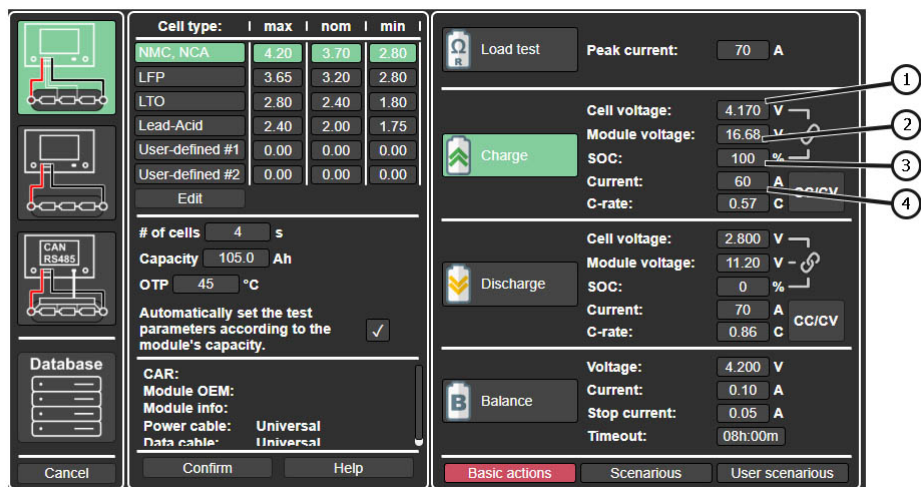 Cell type: max nom min
NMC, NCA 4.20 3.70 2.80
LFP 3.65 3.20 2.80
LTO 2.80 2.40 1.80
Lead-Acid 2.40 2.00 1.75
User-defined #1 0.00 0.00 0.00
User-defined #2 0.00 0.00 0.00
Edit
# of cells 4 s
Capacity 105.0 Ah
OTP 45 °C
Automatically set the test
parameters according to the
module's capacity. ✓
CAR:
Module OEM:
Module info:
Power cable: Universal
Data cable: Universal
Confirm Help
CAN
RS485
Database
Cancel
Ω
R
Load test
Peak current: 70 A
Charge
Cell voltage: 4.170 V
Module voltage: 16.68 V
SOC: 100 %
Current: 60 A
C-rate: 0.57 C
CC/CV
1
2
3
4
Discharge
Cell voltage: 2.800 V
Module voltage: 11.20 V
SOC: 0 %
Current: 70 A
C-rate: 0.86 C
CC/CV
B
Balance
Voltage: 4.200 V
Current: 0.10 A
Stop current: 0.05 A
Timeout: 08h:00m
Basic actions Scenarious User scenarious